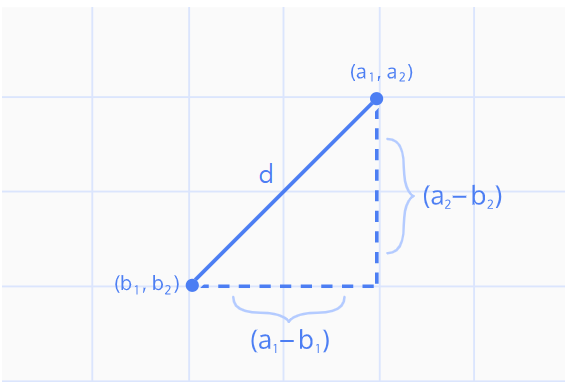 (a₁, a₂)
d
(a₂−b₂)
(b₁, b₂)
(a₁−b₁)